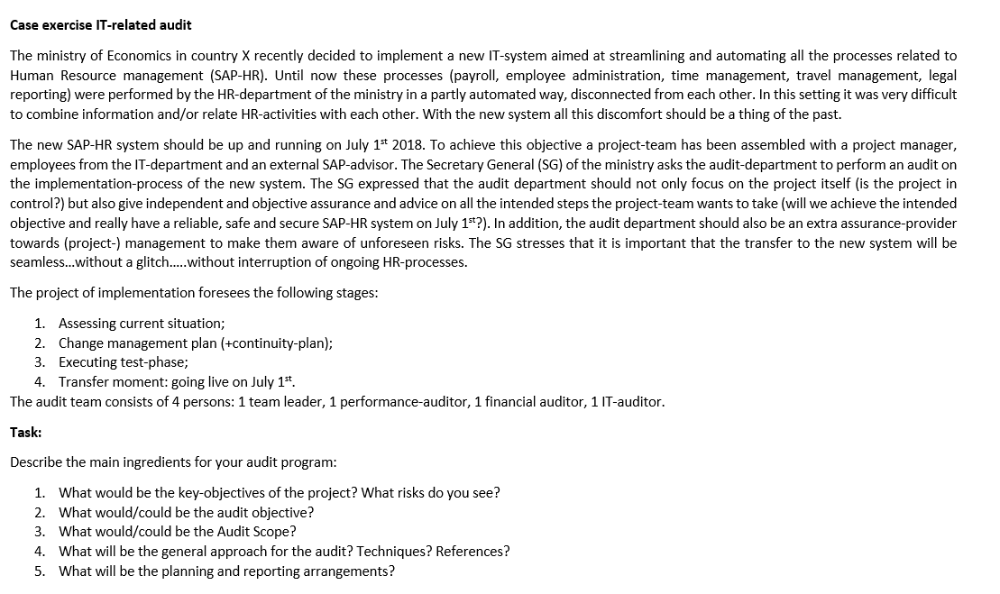 Case exercise IT-related audit
The ministry of Economics in country X recently decided to implement a new IT-system aimed at streamlining and automating all the processes related to
Human Resource management (SAP-HR). Until now these processes (payroll, employee administration, time management, travel management, legal
reporting) were performed by the HR-department of the ministry in a partly automated way, disconnected from each other. In this setting it was very difficult
to combine information and/or relate HR-activities with each other. With the new system all this discomfort should be a thing of the past.
The new SAP-HR system should be up and running on July 1st 2018. To achieve this objective a project-team has been assembled with a project manager,
employees from the IT-department and an external SAP-advisor. The Secretary General (SG) of the ministry asks the audit-department to perform an audit on
the implementation-process of the new system. The SG expressed that the audit department should not only focus on the project itself (is the project in
control?) but also give independent and objective assurance and advice on all the intended steps the project-team wants to take (will we achieve the intended
objective and really have a reliable, safe and secure SAP-HR system on July 1st?). In addition, the audit department should also be an extra assurance-provider
towards (project-) management to make them aware of unforeseen risks. The SG stresses that it is important that the transfer to the new system will be
seamless...without a glitch.....without interruption of ongoing HR-processes.
The project of implementation foresees the following stages:
1. Assessing current situation;
2. Change management plan (+continuity-plan);
3. Executing test-phase;
4. Transfer moment: going live on July 1st.
The audit team consists of 4 persons: 1 team leader, 1 performance-auditor, 1 financial auditor, 1 IT-auditor.
Task:
Describe the main ingredients for your audit program:
1. What would be the key-objectives of the project? What risks do you see?
2. What would/could be the audit objective?
3. What would/could be the Audit Scope?
4. What will be the general approach for the audit? Techniques? References?
5. What will be the planning and reporting arrangements?